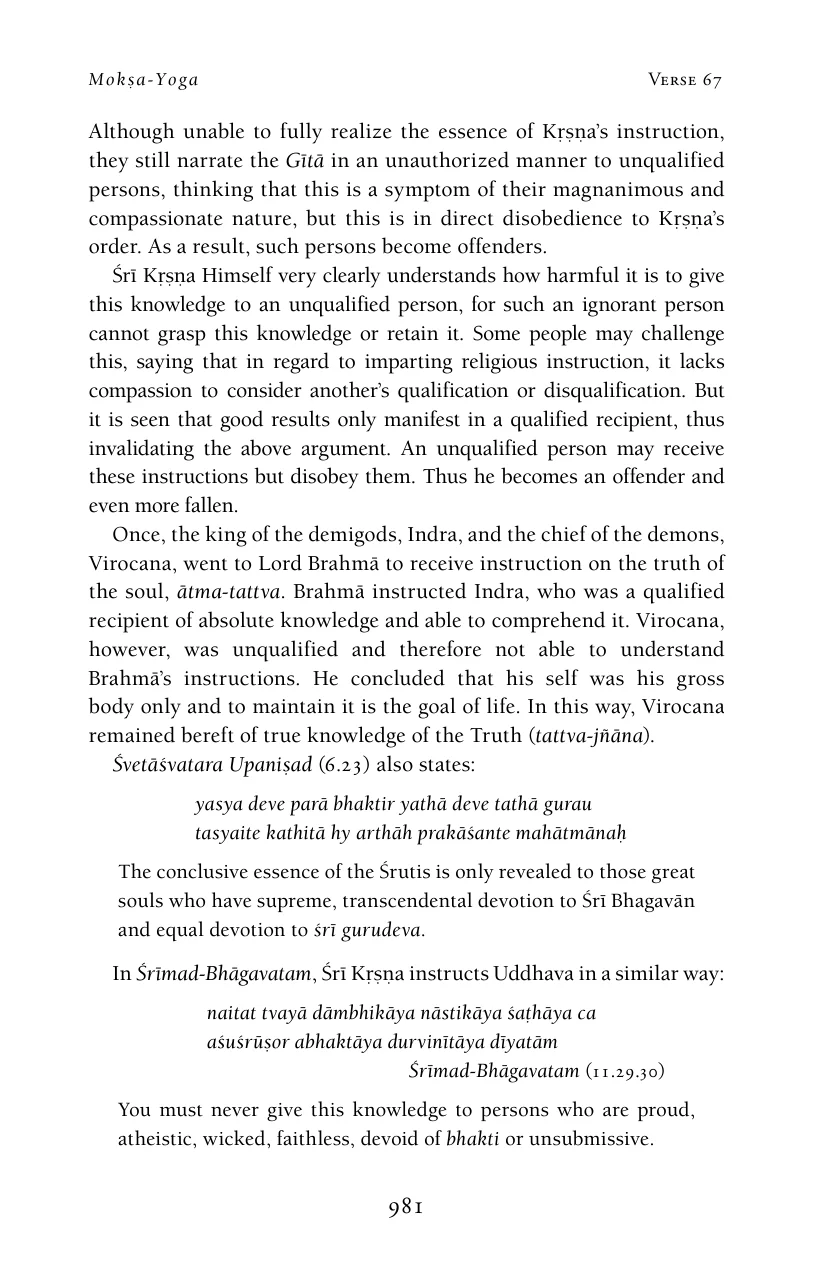 Mokṣa-Yoga Verse 67
Although unable to fully realize the essence of Kṛṣṇa’s instruction,
they still narrate the Gītā in an unauthorized manner to unqualified
persons, thinking that this is a symptom of their magnanimous and
compassionate nature, but this is in direct disobedience to Kṛṣṇa’s
order. As a result, such persons become offenders.
Śrī Kṛṣṇa Himself very clearly understands how harmful it is to give
this knowledge to an unqualified person, for such an ignorant person
cannot grasp this knowledge or retain it. Some people may challenge
this, saying that in regard to imparting religious instruction, it lacks
compassion to consider another’s qualification or disqualification. But
it is seen that good results only manifest in a qualified recipient, thus
invalidating the above argument. An unqualified person may receive
these instructions but disobey them. Thus he becomes an offender and
even more fallen.
Once, the king of the demigods, Indra, and the chief of the demons,
Virocana, went to Lord Brahmā to receive instruction on the truth of
the soul, ātma-tattva. Brahmā instructed Indra, who was a qualified
recipient of absolute knowledge and able to comprehend it. Virocana,
however, was unqualified and therefore not able to understand
Brahmā’s instructions. He concluded that his self was his gross
body only and to maintain it is the goal of life. In this way, Virocana
remained bereft of true knowledge of the Truth (tattva-jñāna).
Śvetāśvatara Upaniṣad (6.23) also states:
yasya deve parā bhaktir yathā deve tathā gurau
tasyaite kathitā hy arthāh prakāśante mahātmānaḥ
The conclusive essence of the Śrutis is only revealed to those great
souls who have supreme, transcendental devotion to Śrī Bhagavān
and equal devotion to śrī gurudeva.
In Śrīmad-Bhāgavatam, Śrī Kṛṣṇa instructs Uddhava in a similar way:
naitat tvayā dāmbhikāya nāstikāya śaṭhāya ca
aśuśrūṣor abhaktāya durvinītāya dīyatām
Śrīmad-Bhāgavatam (11.29.30)
You must never give this knowledge to persons who are proud,
atheistic, wicked, faithless, devoid of bhakti or unsubmissive.
981